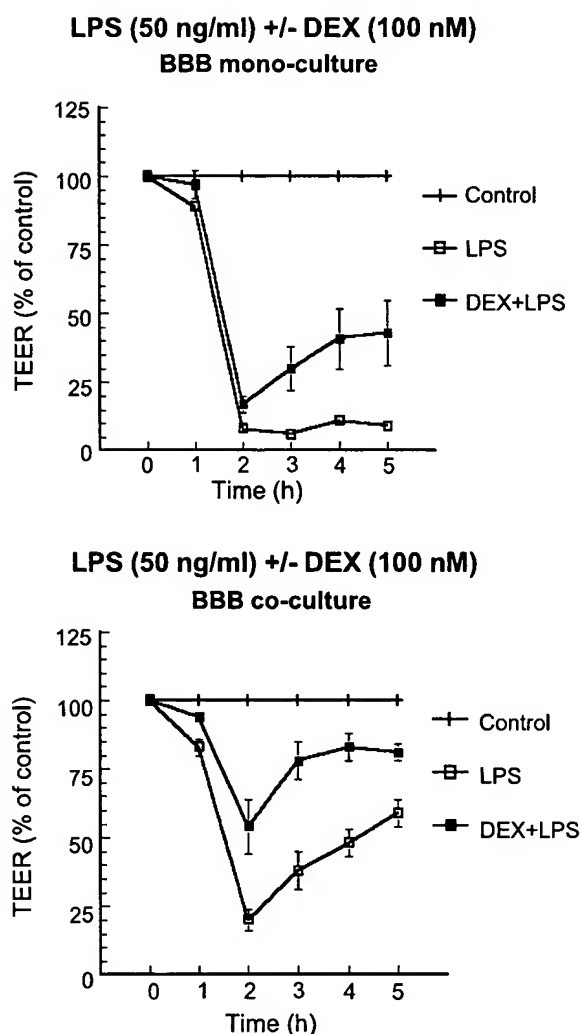 LPS (50 ng/ml) +/- DEX (100 nM)
BBB mono-culture
125
100
75
50
25
0
TEER (% of control)
0 1 2 3 4 5
Time (h)
Control
LPS
DEX+LPS
LPS (50 ng/ml) +/- DEX (100 nM)
BBB co-culture
125
100
75
50
25
0
TEER (% of control)
0 1 2 3 4 5
Time (h)
Control
LPS
DEX+LPS